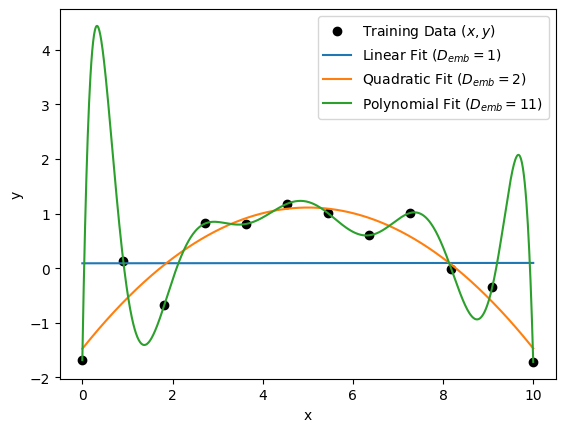 Training Data (x, y)
Linear Fit (D_emb = 1)
Quadratic Fit (D_emb = 2)
Polynomial Fit (D_emb = 11)
4
3
2
1
0
−1
−2
y
0 2 4 6 8 10
x